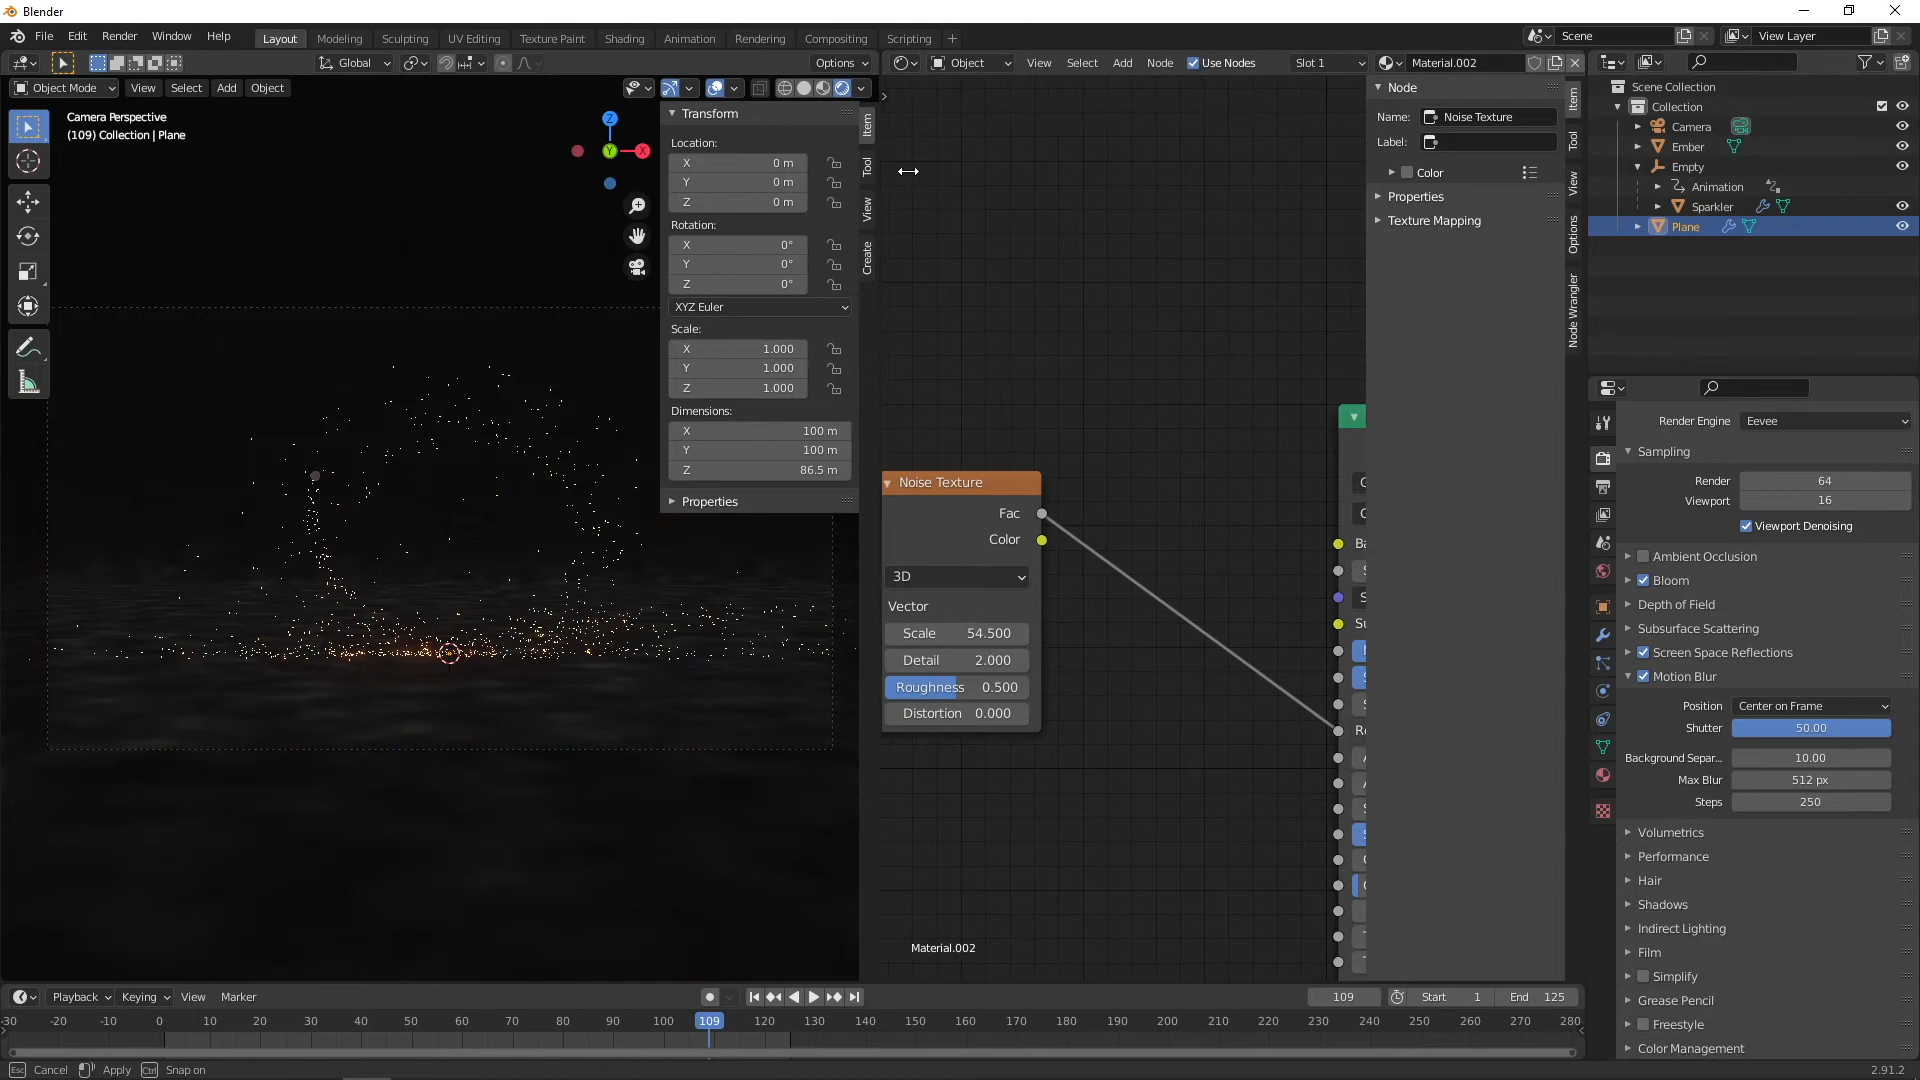 Blender
File Edit Render Window Help
Layout Modeling Sculpting UV Editing Texture Paint Shading Animation Rendering Compositing Scripting
Scene View Layer
Global Options
Object View Select Add Node Use Nodes Slot 1 Material.002
Object Mode View Select Add Object
Camera Perspective
(109) Collection | Plane
Z
Y
X
Transform
Location:
X 0 m
Y 0 m
Z 0 m
Rotation:
X 0°
Y 0°
Z 0°
XYZ Euler
Scale:
X 1.000
Y 1.000
Z 1.000
Dimensions:
X 100 m
Y 100 m
Z 86.5 m
Properties
Item
Tool
View
Create
Noise Texture
Fac
Color
3D
Vector
Scale 54.500
Detail 2.000
Roughness 0.500
Distortion 0.000
Material.002
Node
Name: Noise Texture
Label:
Color
Properties
Texture Mapping
Item
Tool
View
Options
Node Wrangler
Scene Collection
Collection
Camera
Ember
Empty
Animation
Sparkler
Plane
Render Engine Eevee
Sampling
Render 64
Viewport 16
Viewport Denoising
Ambient Occlusion
Bloom
Depth of Field
Subsurface Scattering
Screen Space Reflections
Motion Blur
Position Center on Frame
Shutter 50.00
Background Separ... 10.00
Max Blur 512 px
Steps 250
Volumetrics
Performance
Hair
Shadows
Indirect Lighting
Film
Simplify
Grease Pencil
Freestyle
Color Management
Playback Keying View Marker
109 Start 1 End 125
-30 -20 -10 0 10 20 30 40 50 60 70 80 90 100 109 120 130 140 150 160 170 180 190 200 210 220 230 240 250 260 270 280
Esc Cancel Apply Ctrl Snap on
2.91.2